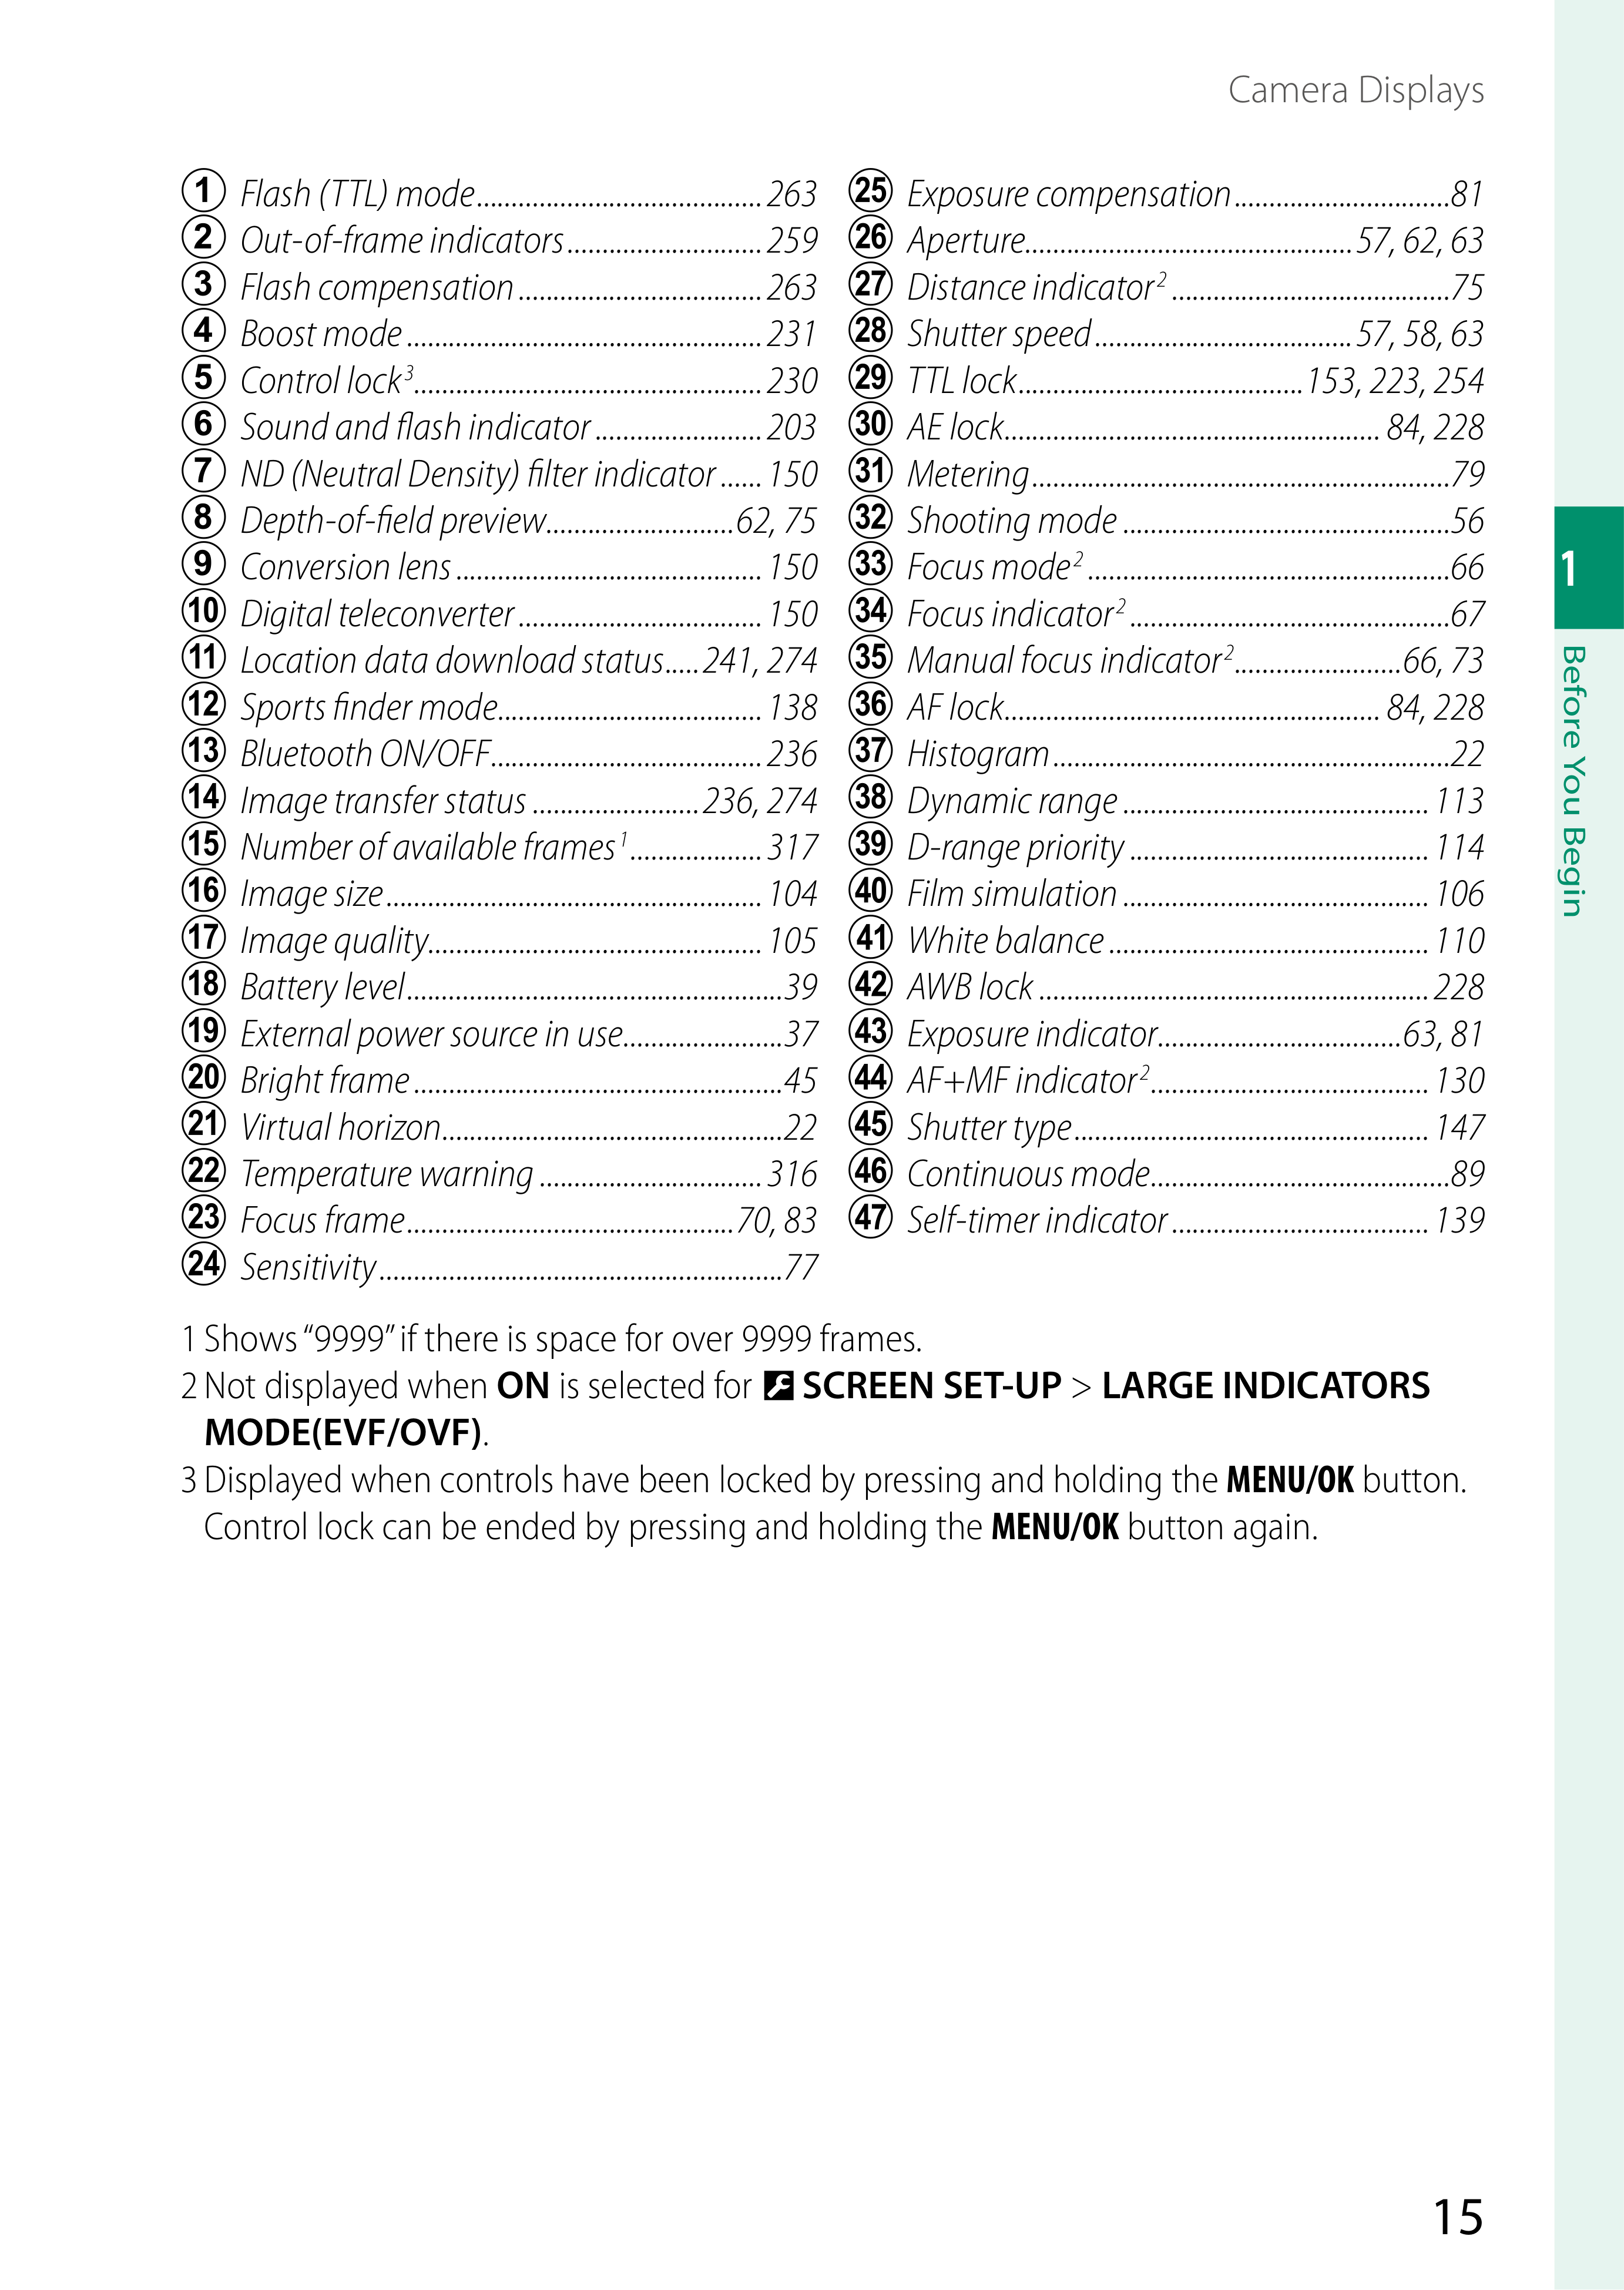 Camera Displays
1 Flash (TTL) mode.........................................263
2 Out-of-frame indicators............................259
3 Flash compensation...................................263
4 Boost mode...................................................231
5 Control lock3..................................................230
6 Sound and flash indicator........................203
7 ND (Neutral Density) filter indicator......150
8 Depth-of-field preview...........................62, 75
9 Conversion lens............................................150
10 Digital teleconverter...................................150
11 Location data download status.....241, 274
12 Sports finder mode......................................138
13 Bluetooth ON/OFF.......................................236
14 Image transfer status........................236, 274
15 Number of available frames1...................317
16 Image size......................................................104
17 Image quality................................................105
18 Battery level......................................................39
19 External power source in use.......................37
20 Bright frame.....................................................45
21 Virtual horizon.................................................22
22 Temperature warning................................316
23 Focus frame...............................................70, 83
24 Sensitivity..........................................................77
25 Exposure compensation...............................81
26 Aperture...............................................57, 62, 63
27 Distance indicator2........................................75
28 Shutter speed.....................................57, 58, 63
29 TTL lock.........................................153, 223, 254
30 AE lock......................................................84, 228
31 Metering............................................................79
32 Shooting mode...............................................56
33 Focus mode2....................................................66
34 Focus indicator2..............................................67
35 Manual focus indicator2........................66, 73
36 AF lock......................................................84, 228
37 Histogram.........................................................22
38 Dynamic range............................................113
39 D-range priority...........................................114
40 Film simulation............................................106
41 White balance..............................................110
42 AWB lock........................................................228
43 Exposure indicator...................................63, 81
44 AF+MF indicator2........................................130
45 Shutter type...................................................147
46 Continuous mode...........................................89
47 Self-timer indicator.....................................139
1 Shows “9999” if there is space for over 9999 frames.
2 Not displayed when ON is selected for SCREEN SET-UP > LARGE INDICATORS
MODE(EVF/OVF).
3 Displayed when controls have been locked by pressing and holding the MENU/OK button.
Control lock can be ended by pressing and holding the MENU/OK button again.
1
Before You Begin
15